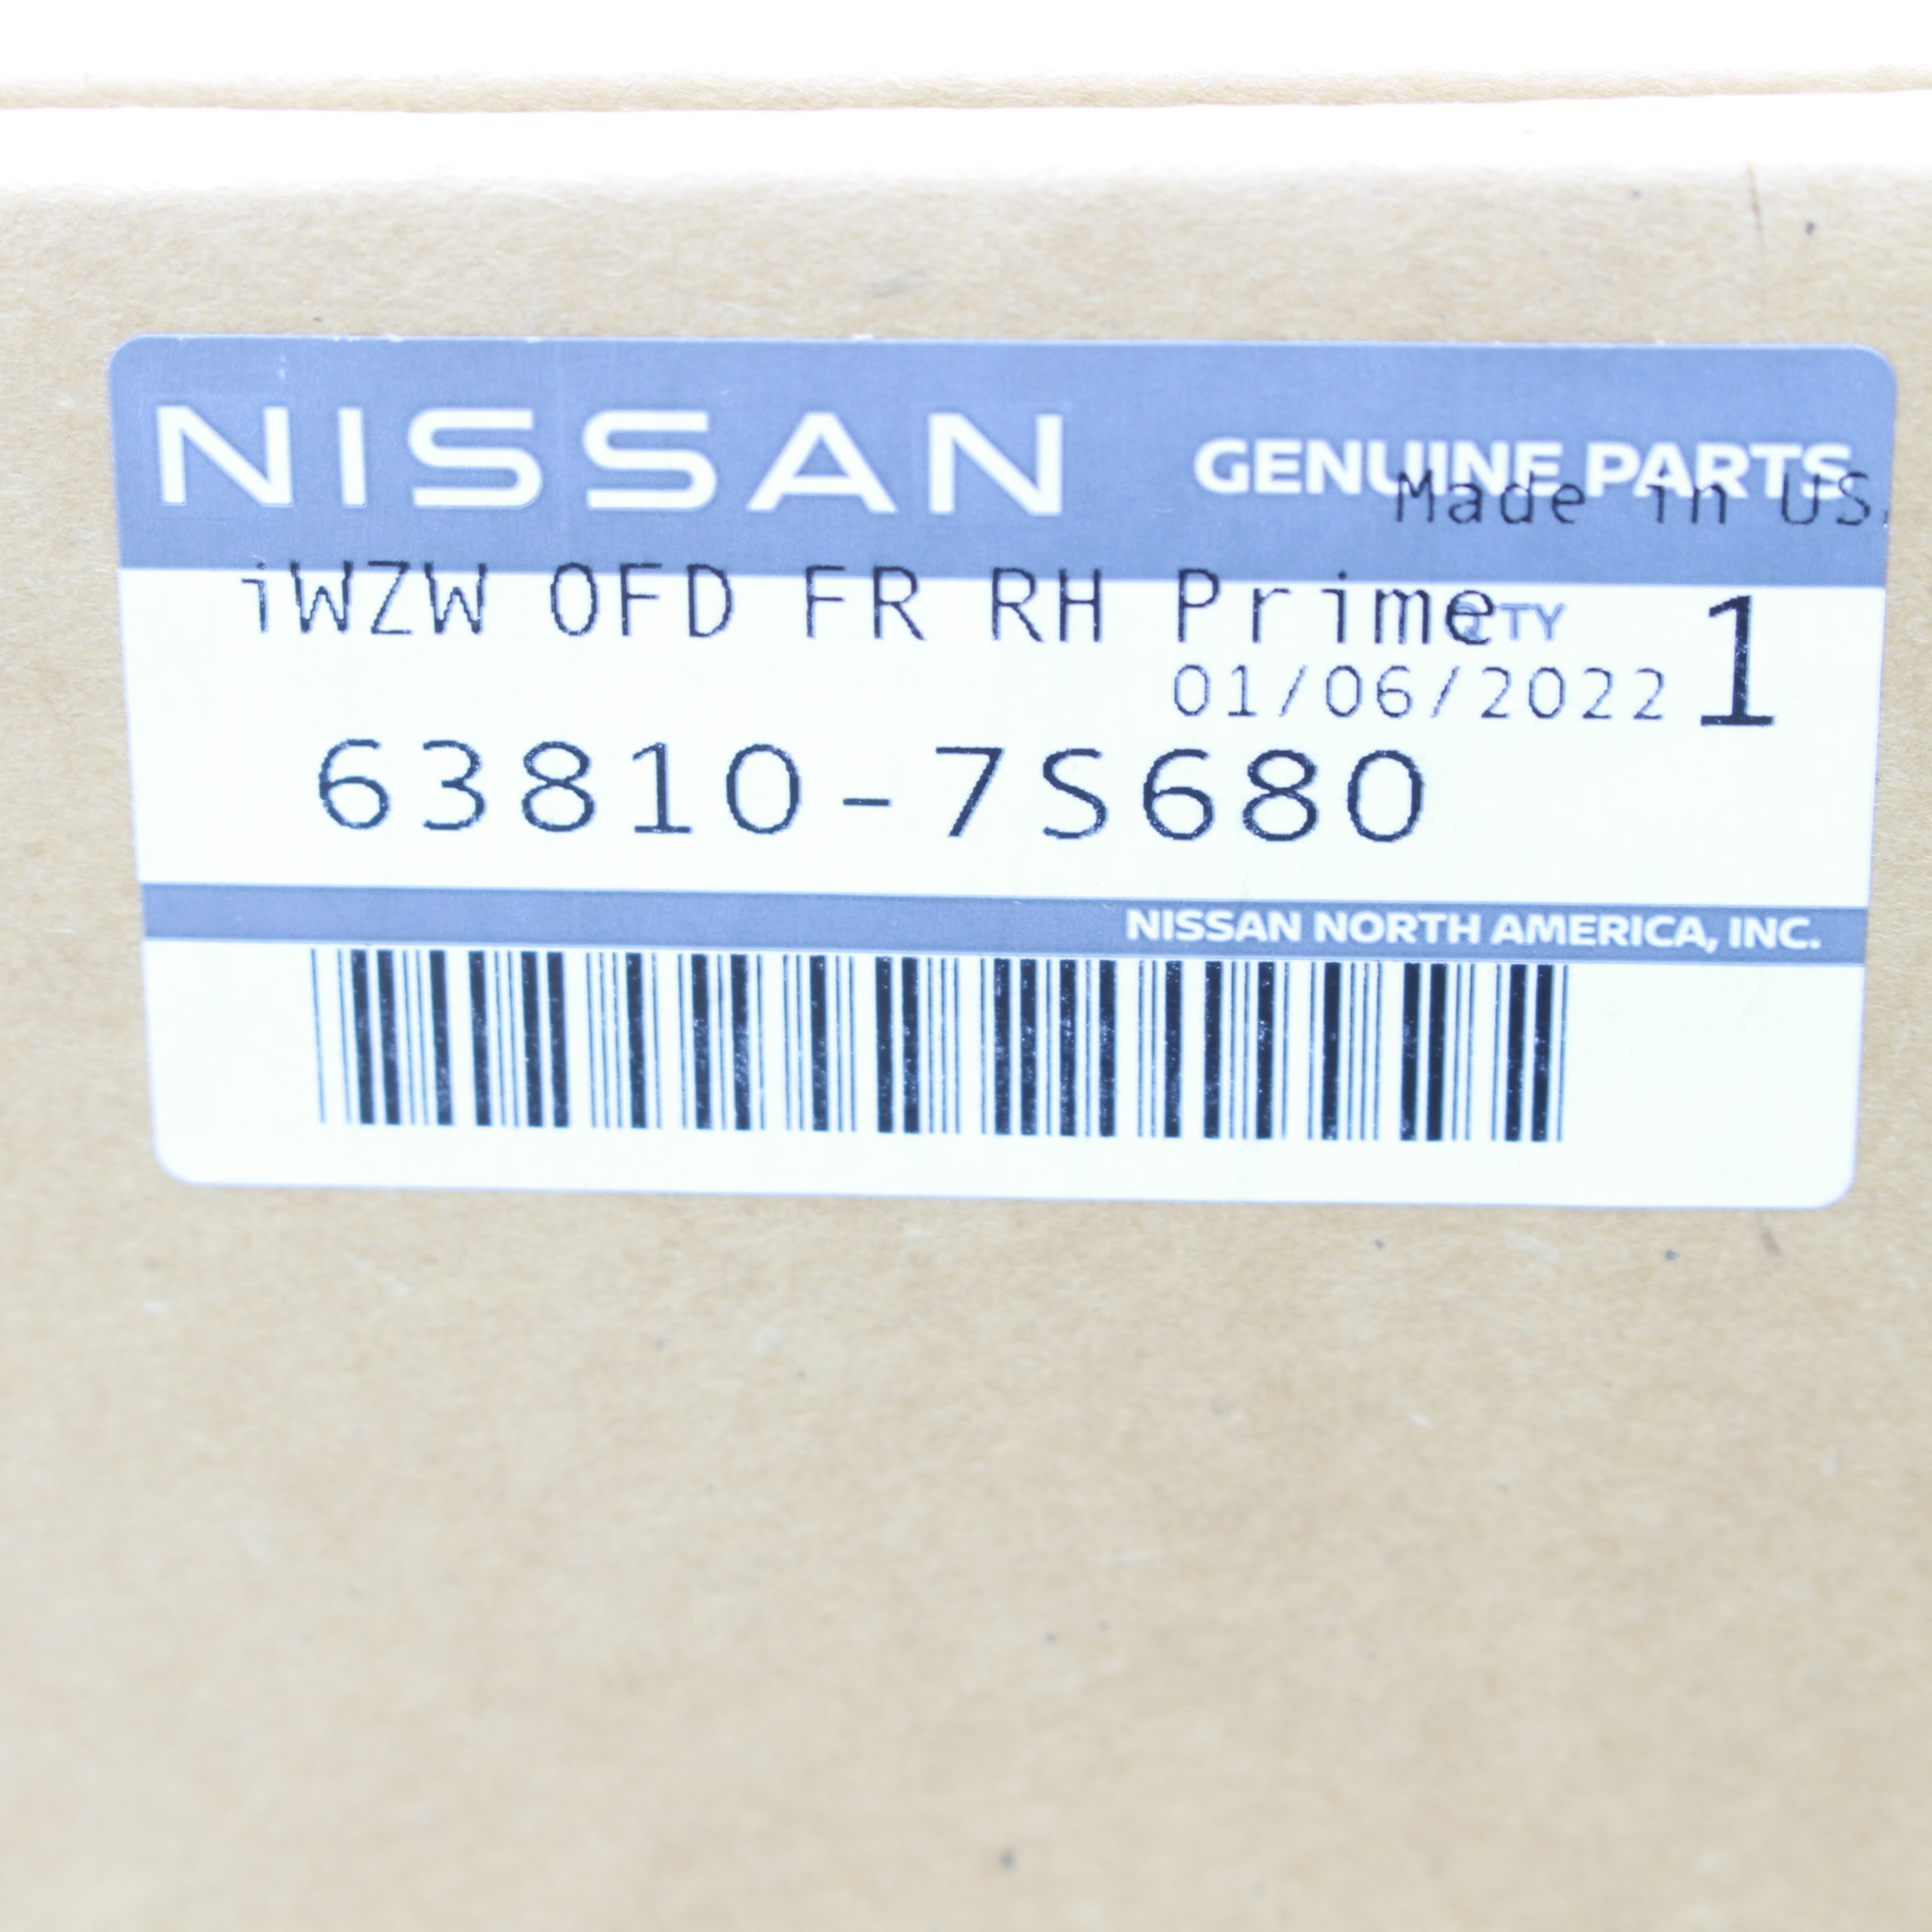 NISSAN GENUINE PARTS
Made in US
iWZW OFD FR RH Prime QTY 1
01/06/2022
63810-7S680
NISSAN NORTH AMERICA, INC.